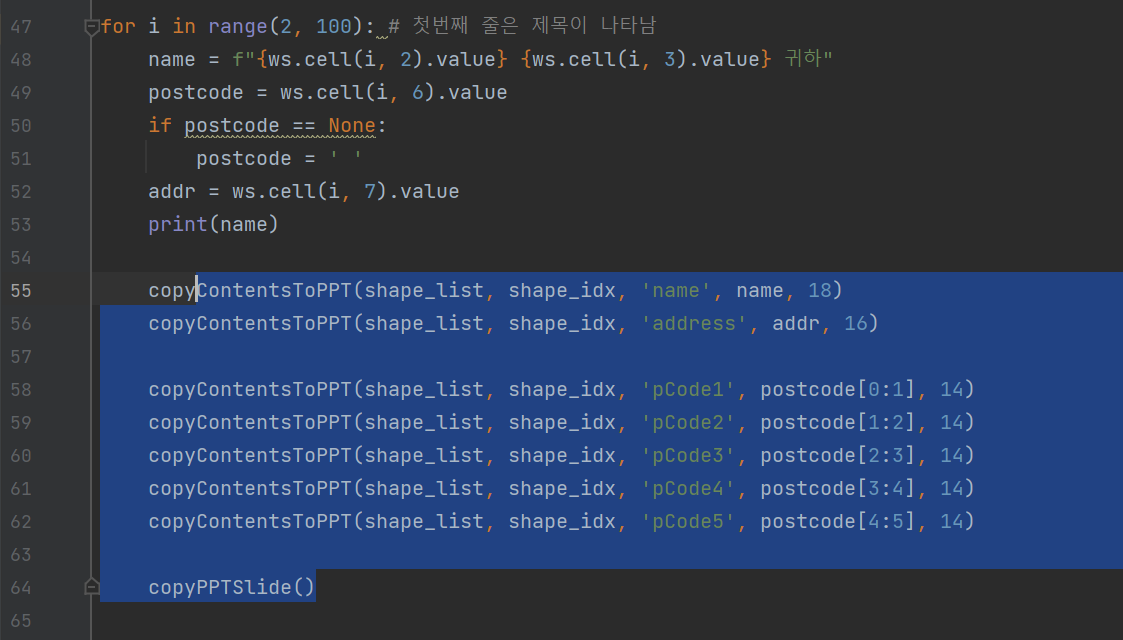 47 for i in range(2, 100): # 첫번째 줄은 제목이 나타남
48     name = f"{ws.cell(i, 2).value} {ws.cell(i, 3).value} 귀하"
49     postcode = ws.cell(i, 6).value
50     if postcode == None:
51         postcode = ' '
52     addr = ws.cell(i, 7).value
53     print(name)
54
55     copyContentsToPPT(shape_list, shape_idx, 'name', name, 18)
56     copyContentsToPPT(shape_list, shape_idx, 'address', addr, 16)
57
58     copyContentsToPPT(shape_list, shape_idx, 'pCode1', postcode[0:1], 14)
59     copyContentsToPPT(shape_list, shape_idx, 'pCode2', postcode[1:2], 14)
60     copyContentsToPPT(shape_list, shape_idx, 'pCode3', postcode[2:3], 14)
61     copyContentsToPPT(shape_list, shape_idx, 'pCode4', postcode[3:4], 14)
62     copyContentsToPPT(shape_list, shape_idx, 'pCode5', postcode[4:5], 14)
63
64     copyPPTSlide()
65